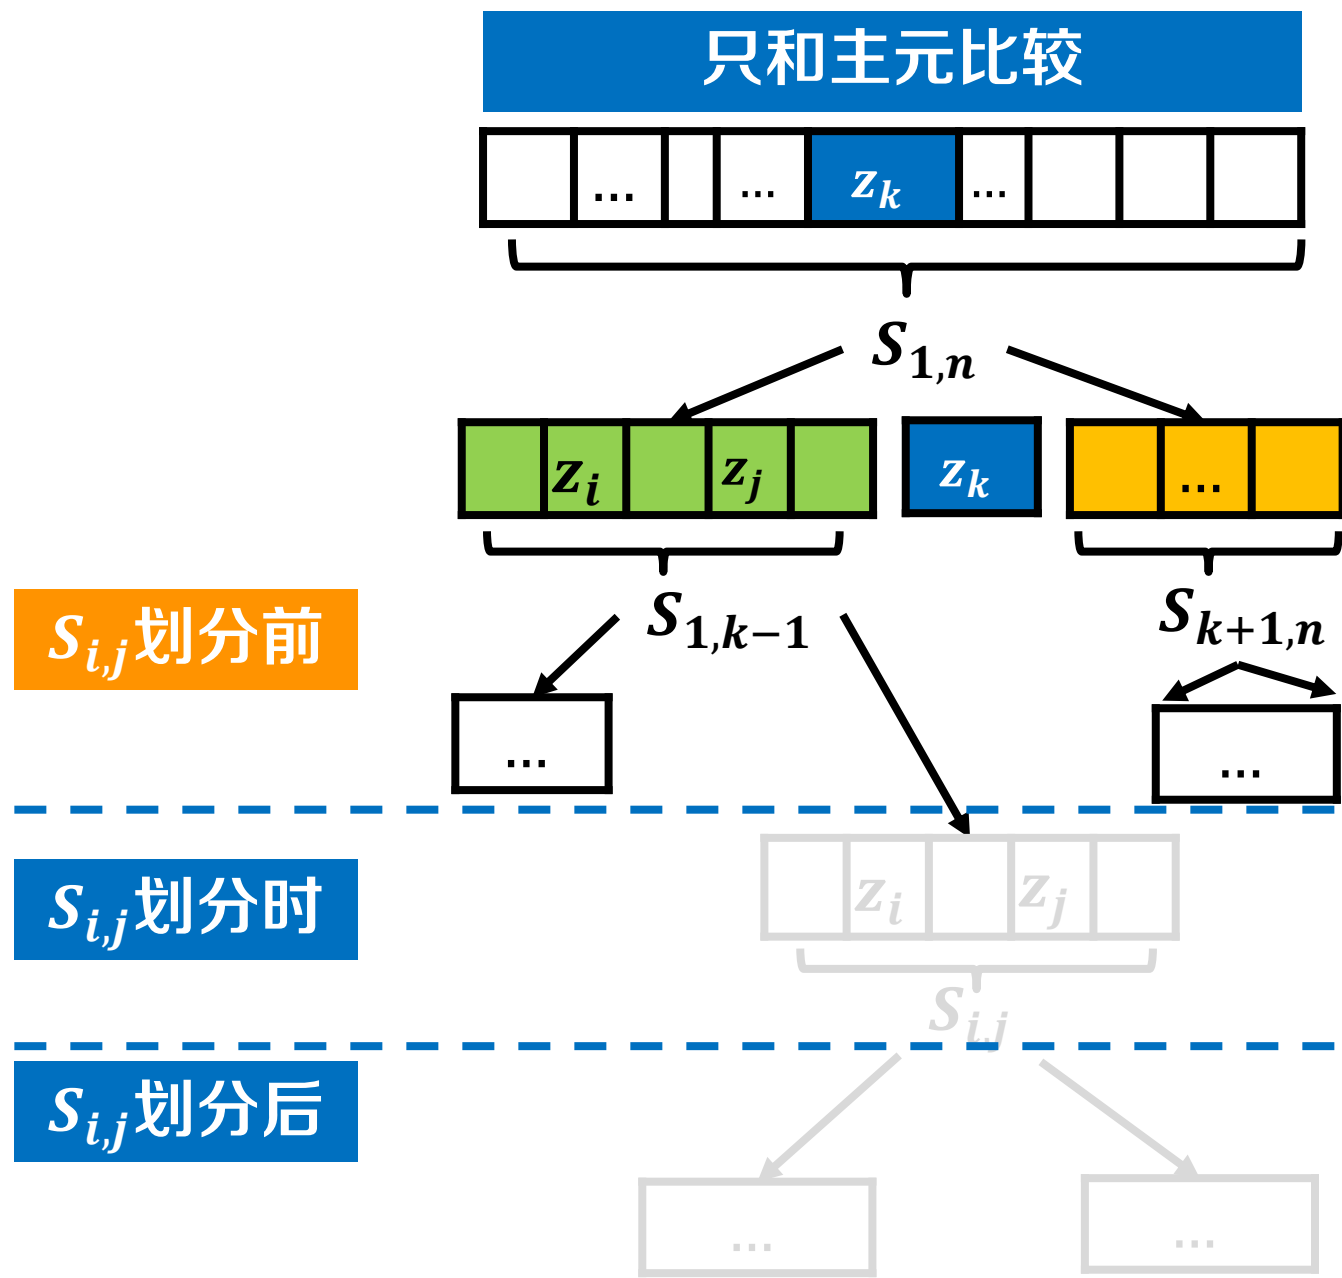 只和主元比较
... ... z_k ...
S_{1,n}
z_i z_j z_k ...
S_{1,k-1} S_{k+1,n}
S_{i,j}划分前
... ...
S_{i,j}划分时
z_i z_j
S_{i,j}
S_{i,j}划分后
... ...